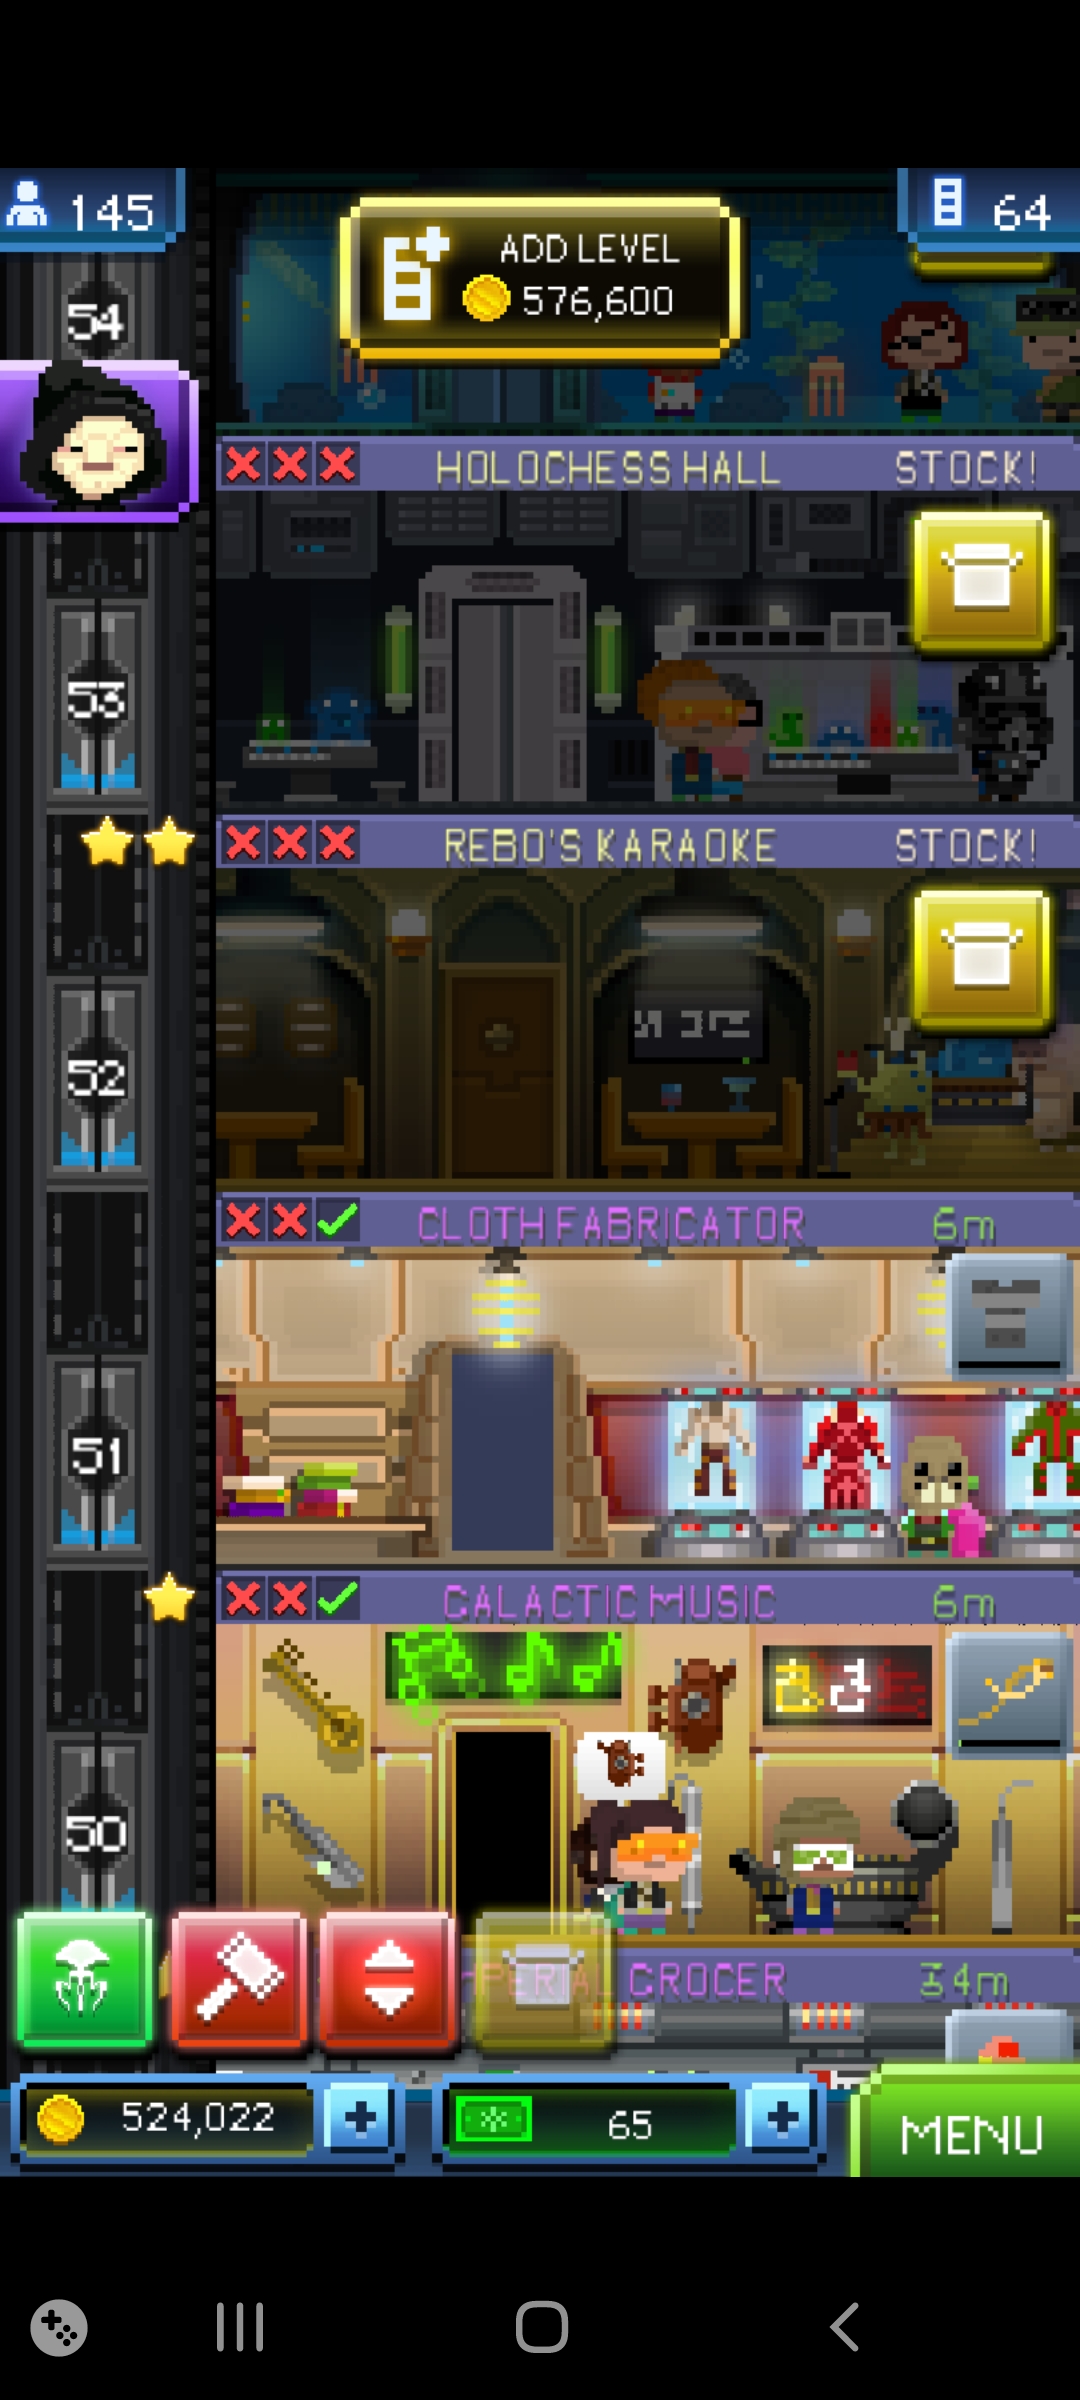 145
ADD LEVEL
576,600
64
54
HOLOCHESS HALL STOCK!
53
REBO'S KARAOKE STOCK!
52
CLOTH FABRICATOR 6m
51
GALACTIC MUSIC 6m
50
IMPERIAL GROCER 34m
524,022
65
MENU